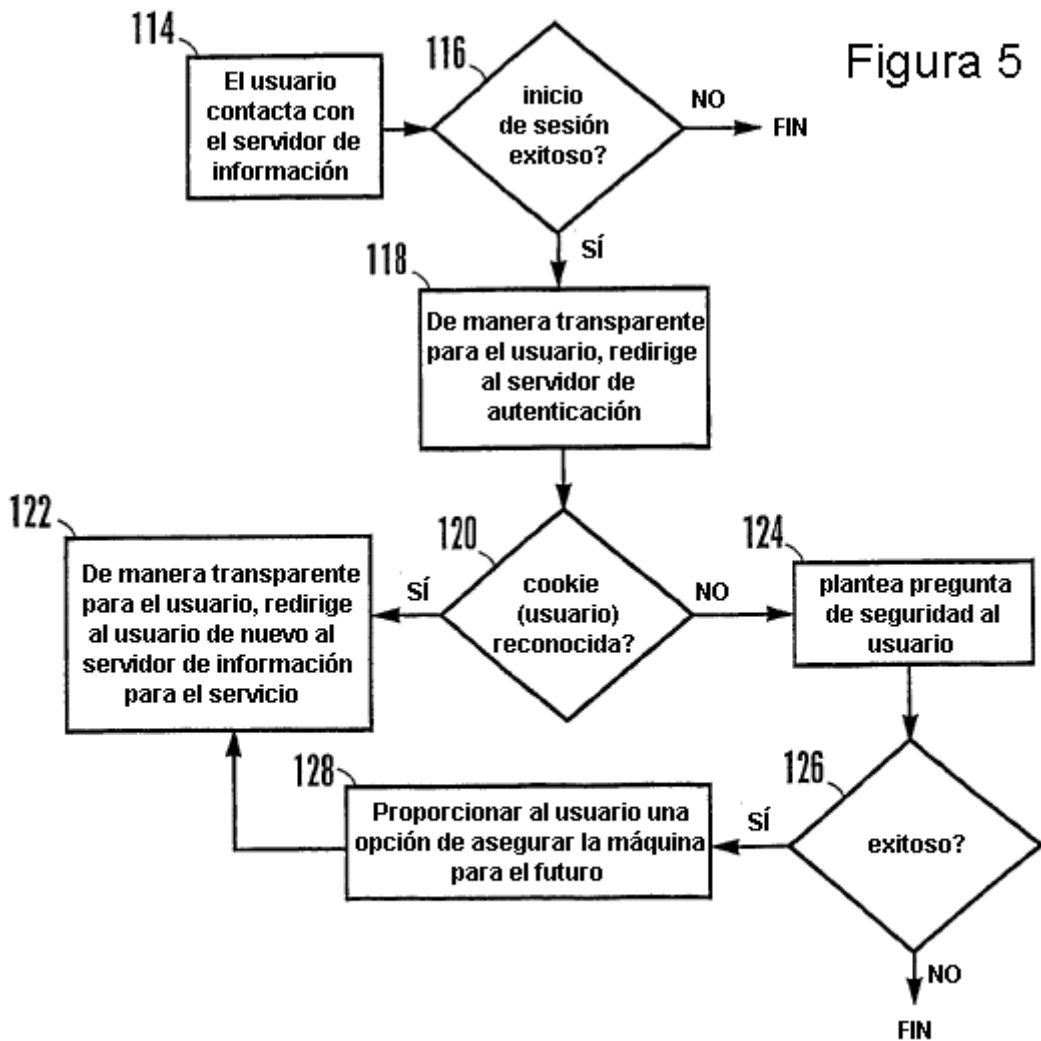 Figura 5
114
El usuario
contacta con
el servidor de
información
116
inicio
de sesión
exitoso?
NO
FIN
SÍ
118
De manera transparente
para el usuario, redirige
al servidor de
autenticación
120
cookie
(usuario)
reconocida?
SÍ
NO
122
De manera transparente
para el usuario, redirige
al usuario de nuevo al
servidor de información
para el servicio
124
plantea pregunta
de seguridad al
usuario
126
exitoso?
SÍ
NO
FIN
128
Proporcionar al usuario una
opción de asegurar la máquina
para el futuro